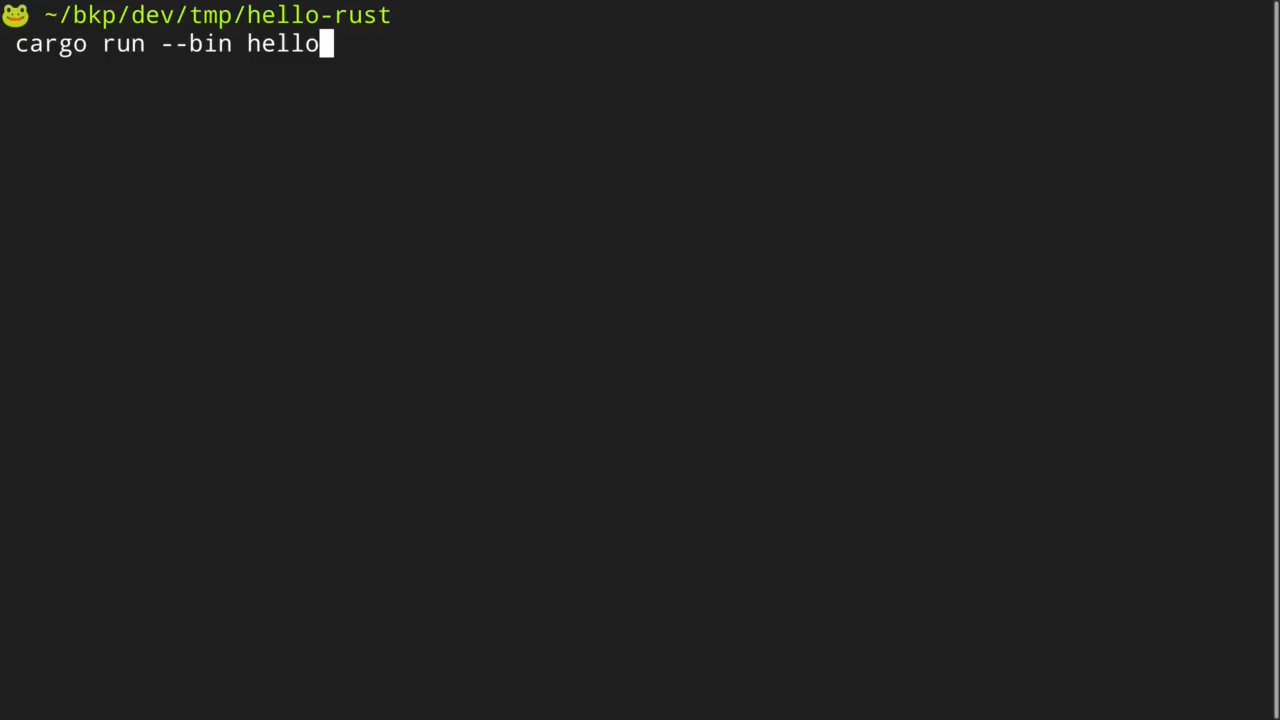 🐸 ~/bkp/dev/tmp/hello-rust
cargo run --bin hello